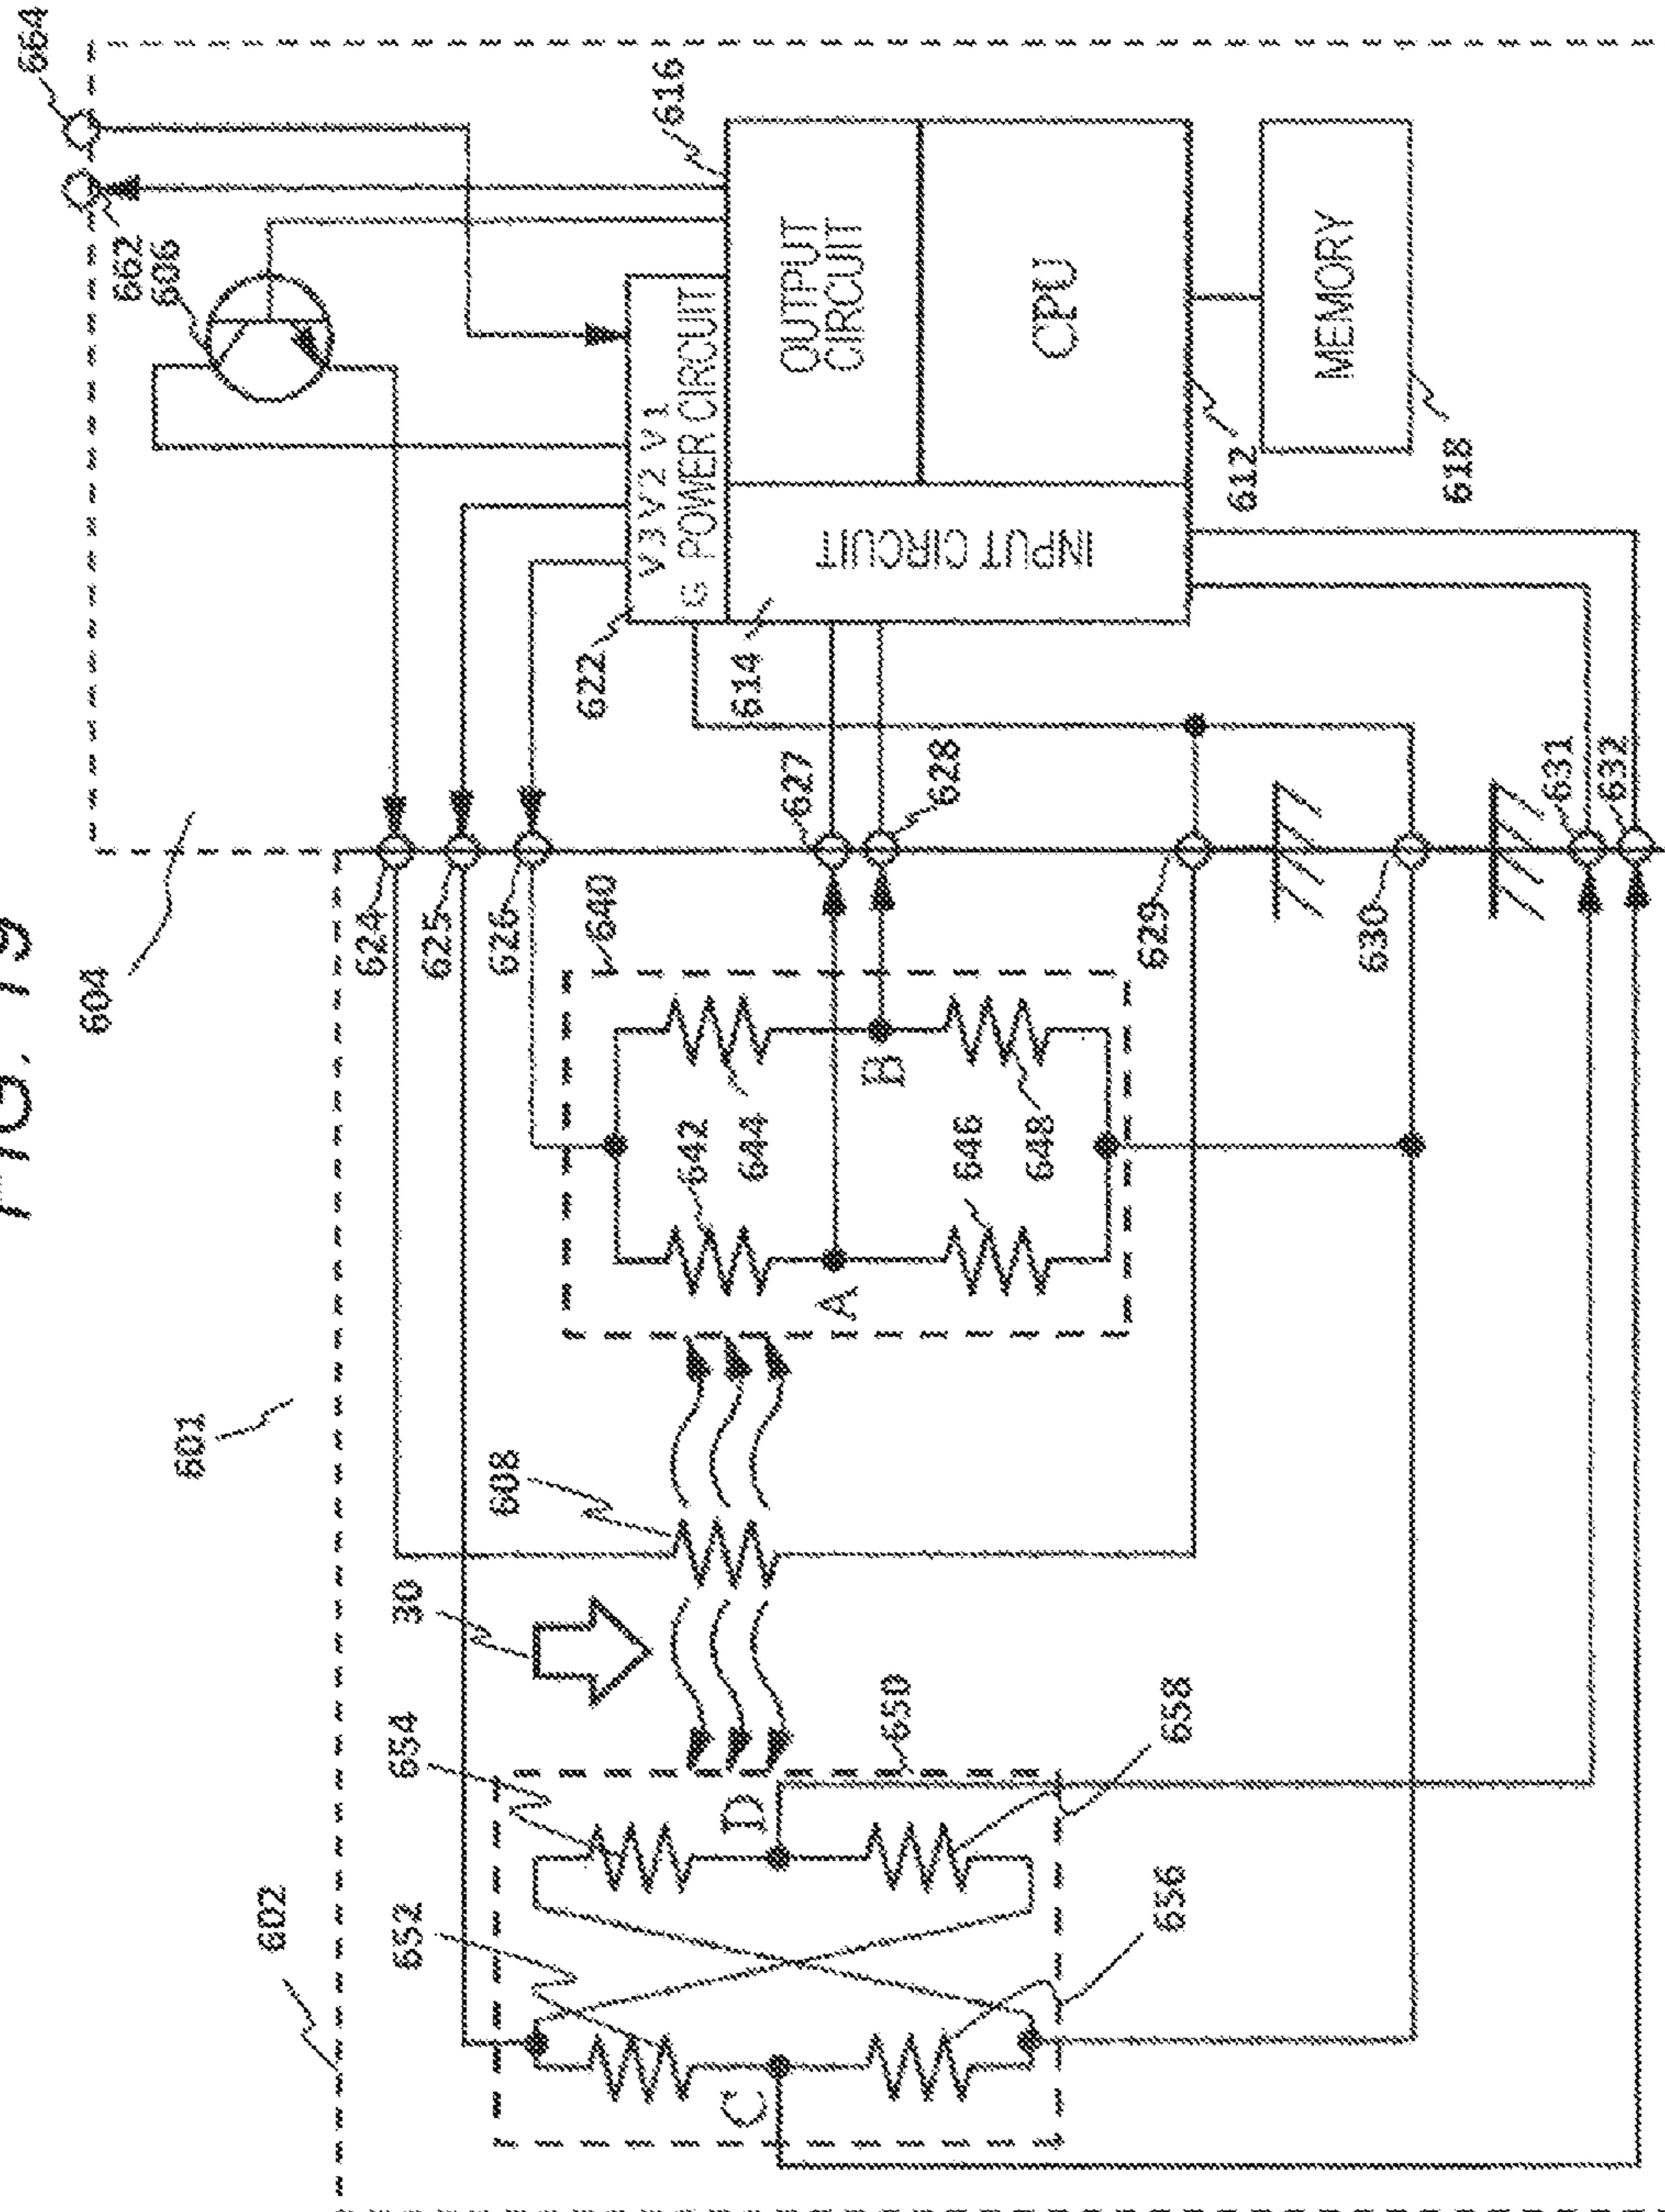 FIG. 19
664
662
606
616
604
624
625
626
622
V3 V2 V1
G POWER CIRCUIT
OUTPUT
CIRCUIT
CPU
INPUT CIRCUIT
614
612
MEMORY
618
627
628
629
630
631
632
640
642
644
646
648
A
B
601
608
30
602
650
652
654
656
658
C
D